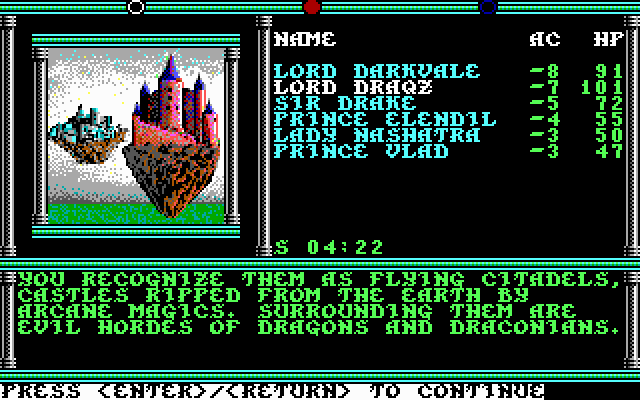 NAME AC HP
LORD DARKVALE -8 91
LORD DRAQZ -7 101
SIR DRAKE -5 72
PRINCE ELENDIL -4 55
LADY NASHATRA -3 50
PRINCE VLAD -3 47
S 04:22
YOU RECOGNIZE THEM AS FLYING CITADELS,
CASTLES RIPPED FROM THE EARTH BY
ARCANE MAGICS. SURROUNDING THEM ARE
EVIL HORDES OF DRAGONS AND DRACONIANS.
PRESS <ENTER>/<RETURN> TO CONTINUE